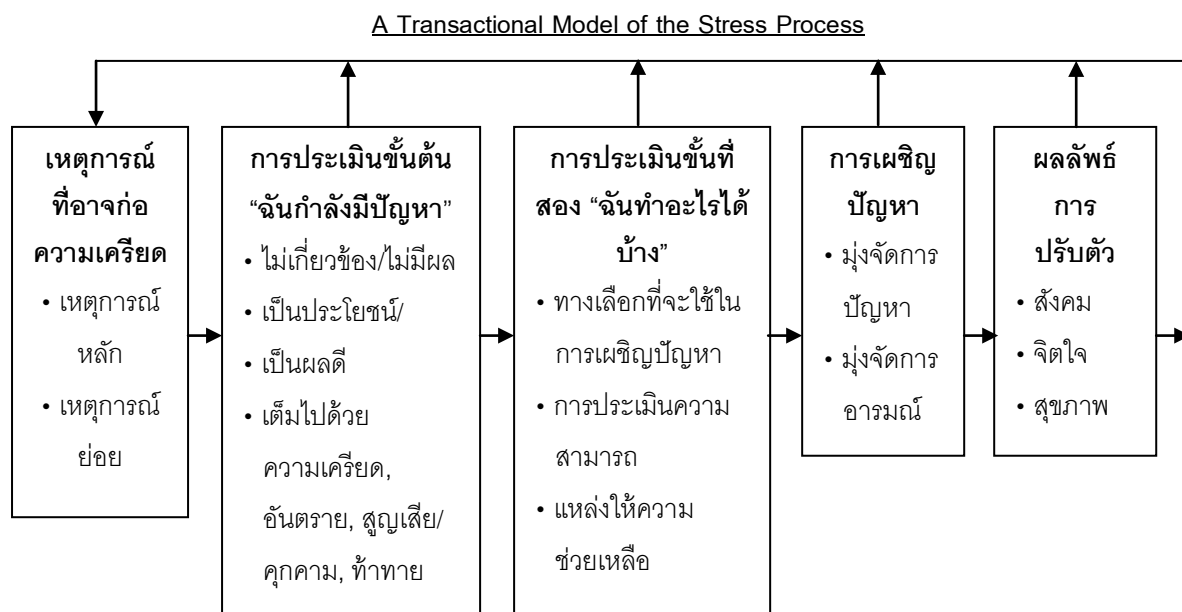 A Transactional Model of the Stress Process
เหตุการณ์
ที่อาจก่อ
ความเครียด
• เหตุการณ์
หลัก
• เหตุการณ์
ย่อย
การประเมินขั้นต้น
“ฉันกำลังมีปัญหา”
• ไม่เกี่ยวข้อง/ไม่มีผล
• เป็นประโยชน์/
• เป็นผลดี
• เต็มไปด้วย
ความเครียด,
อันตราย, สูญเสีย/
คุกคาม, ท้าทาย
การประเมินขั้นที่
สอง “ฉันทำอะไรได้
บ้าง”
• ทางเลือกที่จะใช้ใน
การเผชิญปัญหา
• การประเมินความ
สามารถ
• แหล่งให้ความ
ช่วยเหลือ
การเผชิญ
ปัญหา
• มุ่งจัดการ
ปัญหา
• มุ่งจัดการ
อารมณ์
ผลลัพธ์
การ
ปรับตัว
• สังคม
• จิตใจ
• สุขภาพ